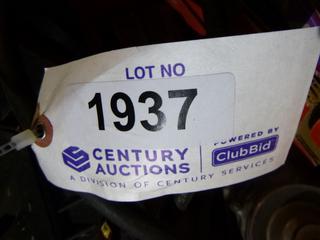 LOT NO
1937
CENTURY AUCTIONS
A DIVISION OF CENTURY SERVICES
POWERED BY
ClubBid